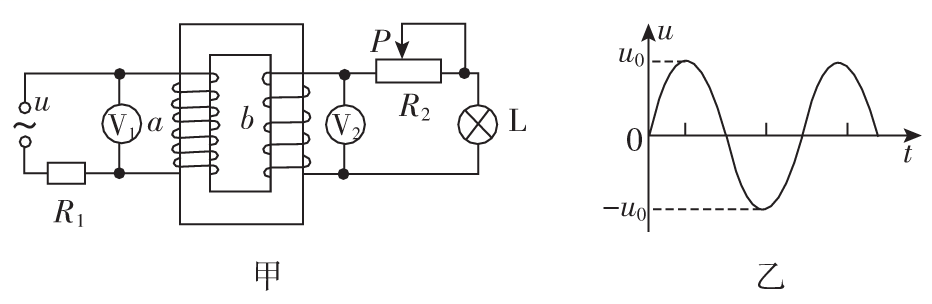 P
u
V₁
a
b
V₂
R₂
L
~
R₁
甲
u
u₀
0
t
−u₀
乙